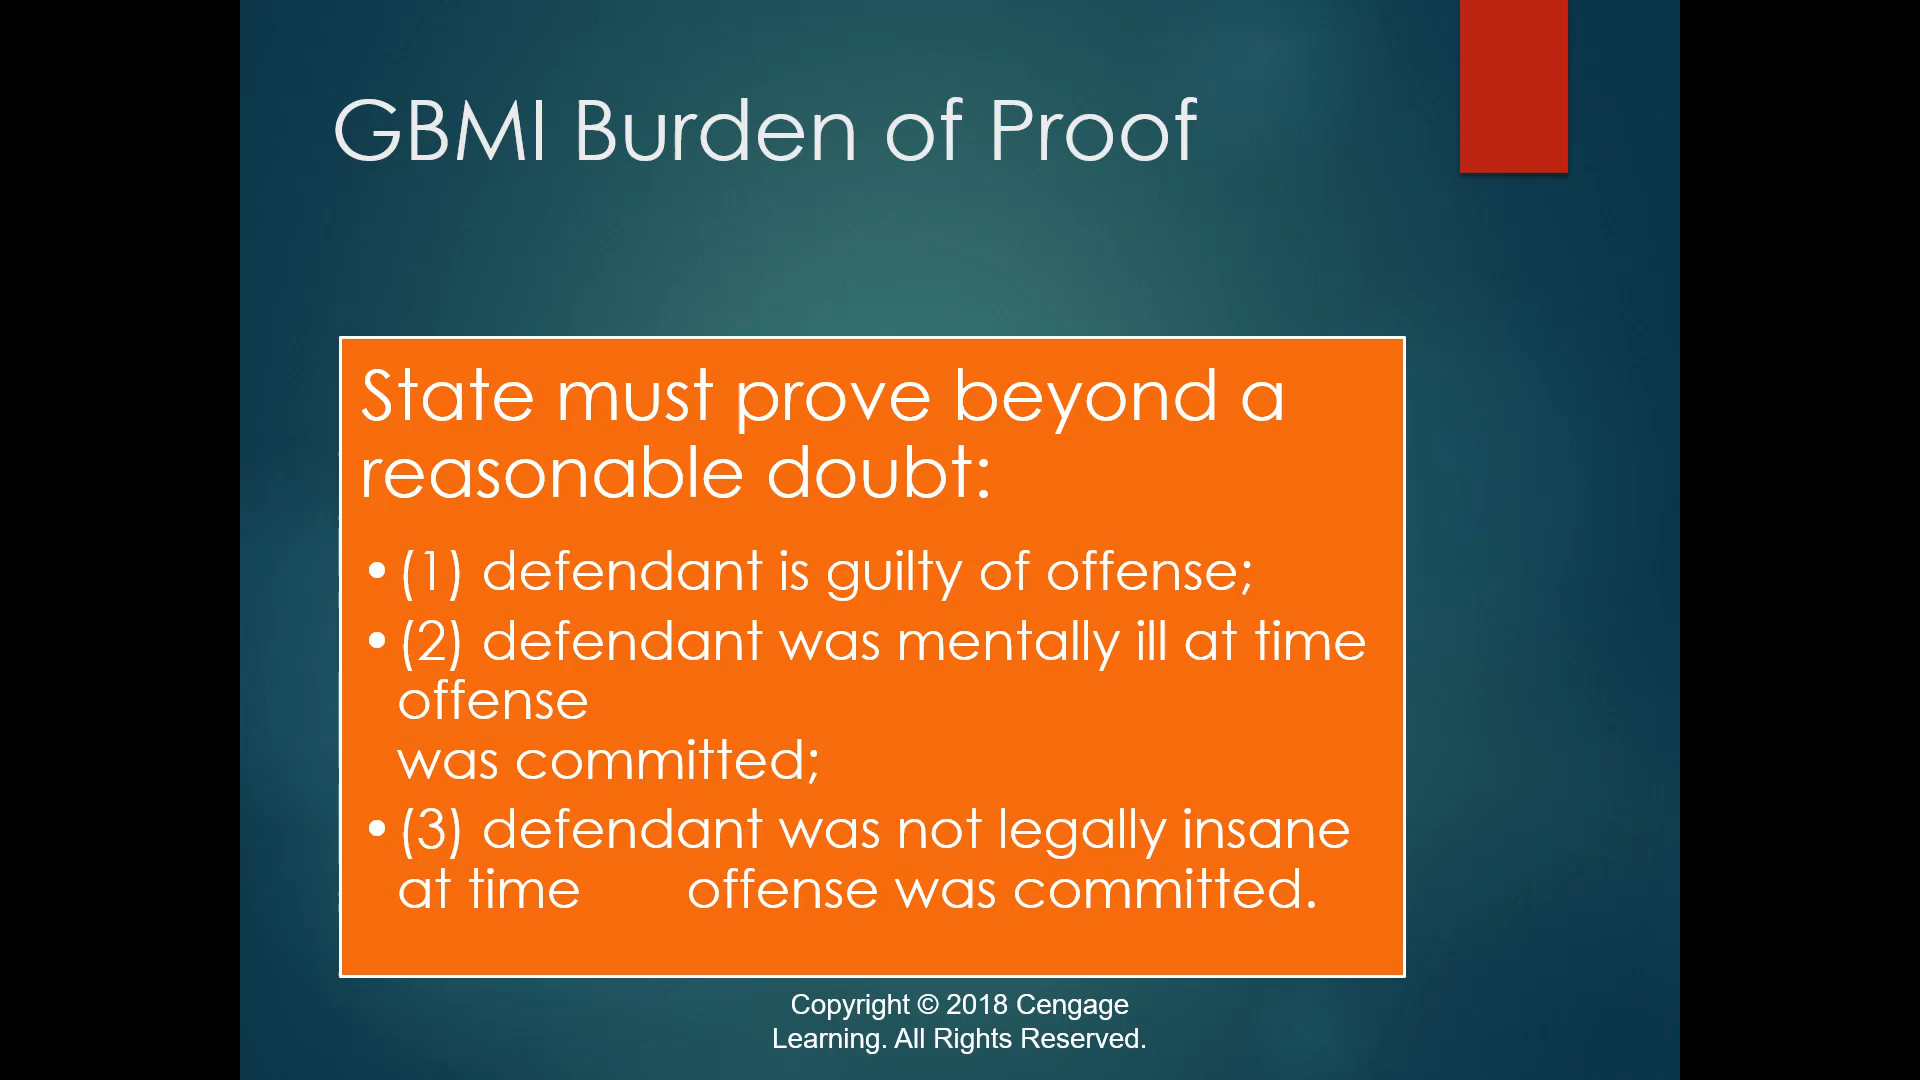 GBMI Burden of Proof
State must prove beyond a
reasonable doubt:
• (1) defendant is guilty of offense;
• (2) defendant was mentally ill at time
offense
was committed;
• (3) defendant was not legally insane
at time offense was committed.
Copyright © 2018 Cengage
Learning. All Rights Reserved.